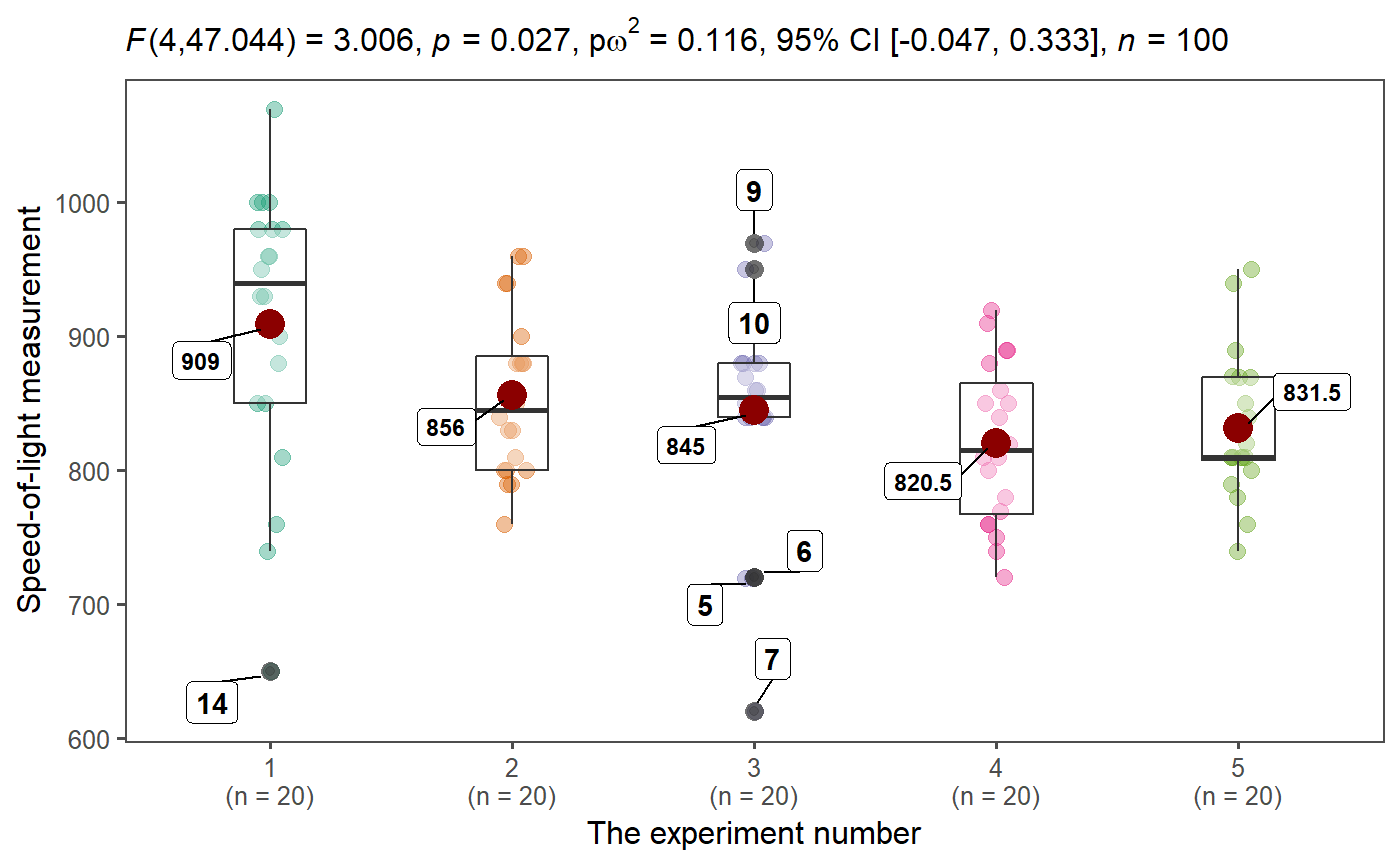 F(4,47.044) = 3.006, p = 0.027, pω² = 0.116, 95% CI [-0.047, 0.333], n = 100
Speed-of-light measurement
1000
900
800
700
600
909
14
856
9
10
845
6
5
7
820.5
831.5
1
(n = 20)
2
(n = 20)
3
(n = 20)
4
(n = 20)
5
(n = 20)
The experiment number